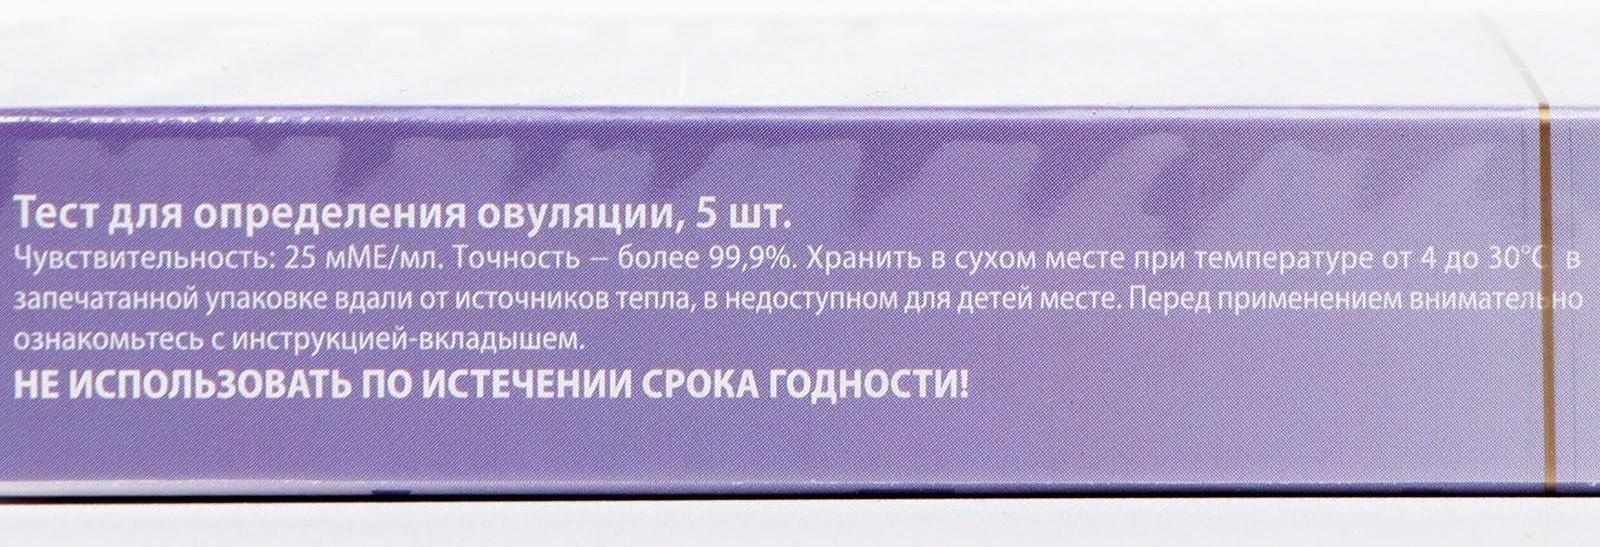 Тест для определения овуляции, 5 шт.
Чувствительность: 25 мМЕ/мл. Точность – более 99,9%. Хранить в сухом месте при температуре от 4 до 30°С в
запечатанной упаковке вдали от источников тепла, в недоступном для детей месте. Перед применением внимательно
ознакомьтесь с инструкцией-вкладышем.
НЕ ИСПОЛЬЗОВАТЬ ПО ИСТЕЧЕНИИ СРОКА ГОДНОСТИ!